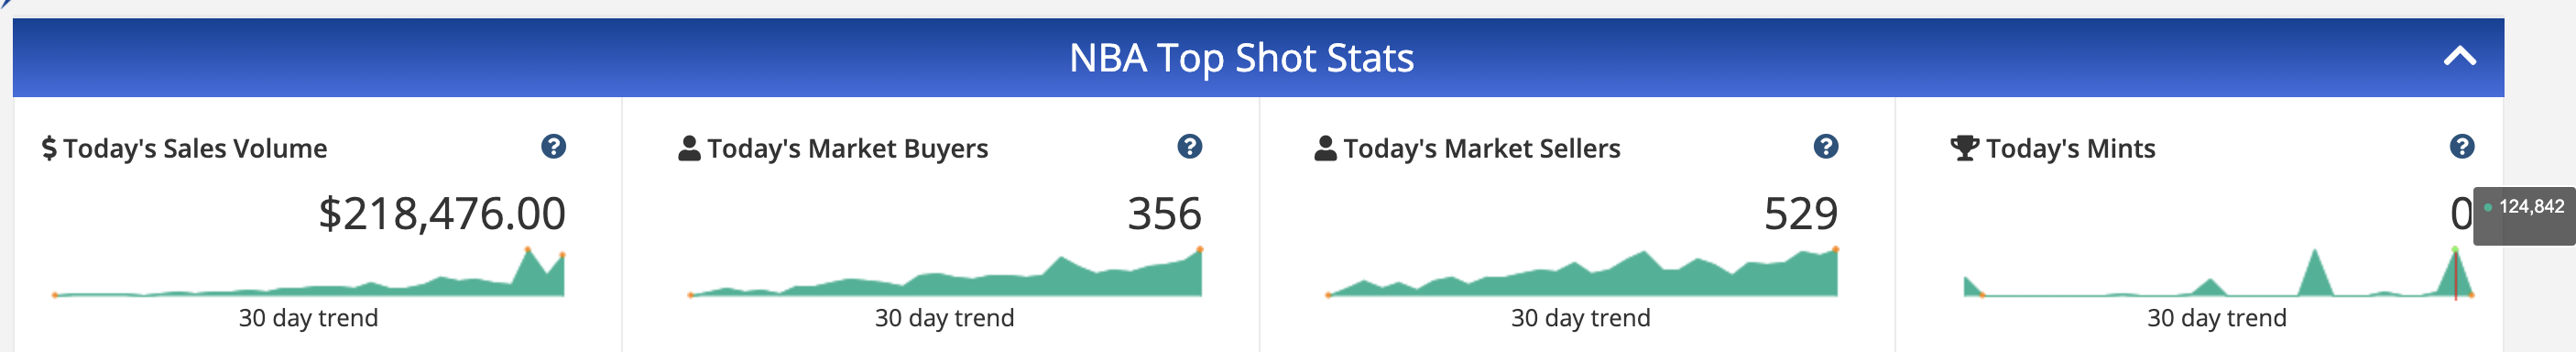 NBA Top Shot Stats
$ Today's Sales Volume ?
$218,476.00
30 day trend
Today's Market Buyers ?
356
30 day trend
Today's Market Sellers ?
529
30 day trend
Today's Mints ?
0
124,842
30 day trend